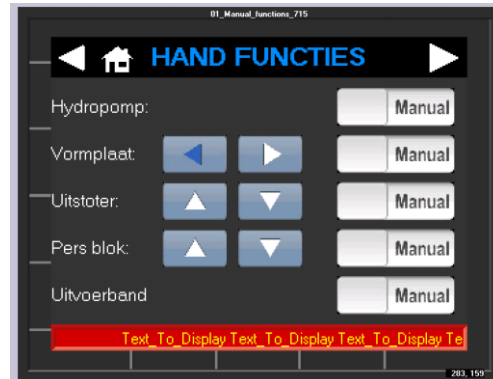 01_Manual_functions_715
HAND FUNCTIES
Hydropomp: Manual
Vormplaat: Manual
Uitstoter: Manual
Pers blok: Manual
Uitvoerband Manual
Text_To_Display Text_To_Display Text_To_Display Te
283, 159